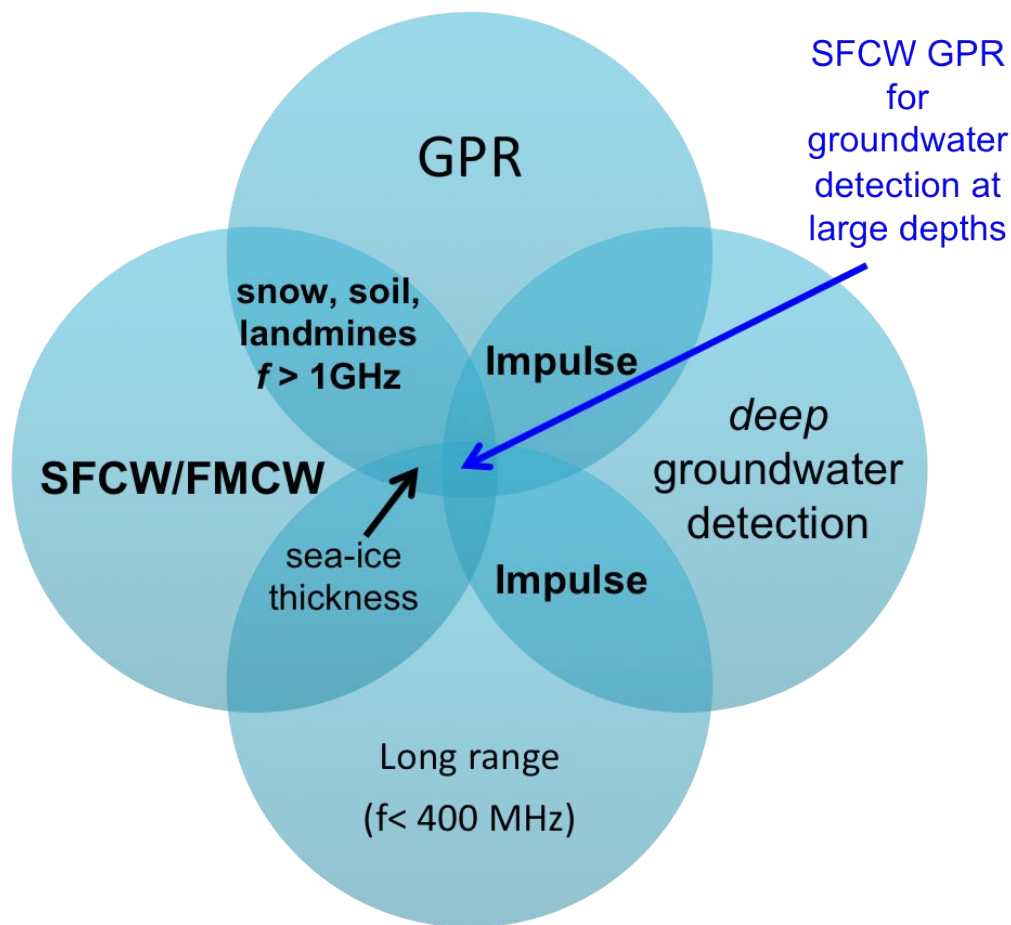 GPR
SFCW GPR
for
groundwater
detection at
large depths
snow, soil,
landmines
f > 1GHz
Impulse
SFCW/FMCW
deep
groundwater
detection
sea-ice
thickness
Impulse
Long range
(f< 400 MHz)